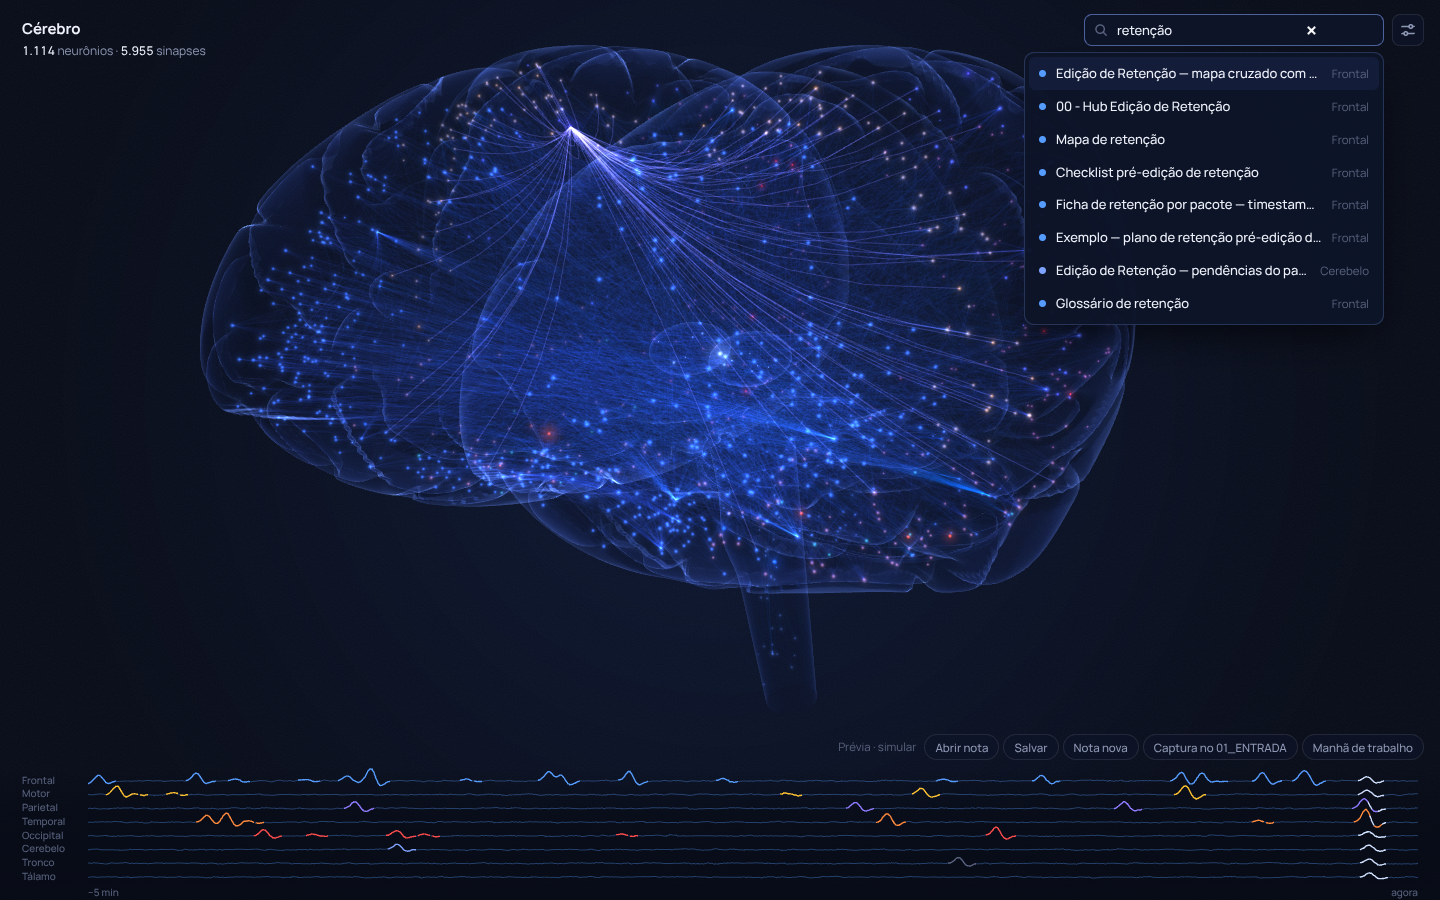 Cérebro
1.114 neurônios · 5.955 sinapses
retenção
Edição de Retenção — mapa cruzado com ... Frontal
00 - Hub Edição de Retenção Frontal
Mapa de retenção Frontal
Checklist pré-edição de retenção Frontal
Ficha de retenção por pacote — timestam... Frontal
Exemplo — plano de retenção pré-edição d... Frontal
Edição de Retenção — pendências do pa... Cerebelo
Glossário de retenção Frontal
Prévia · simular Abrir nota Salvar Nota nova Captura no 01_ENTRADA Manhã de trabalho
Frontal
Motor
Parietal
Temporal
Occipital
Cerebelo
Tronco
Tálamo
−5 min agora